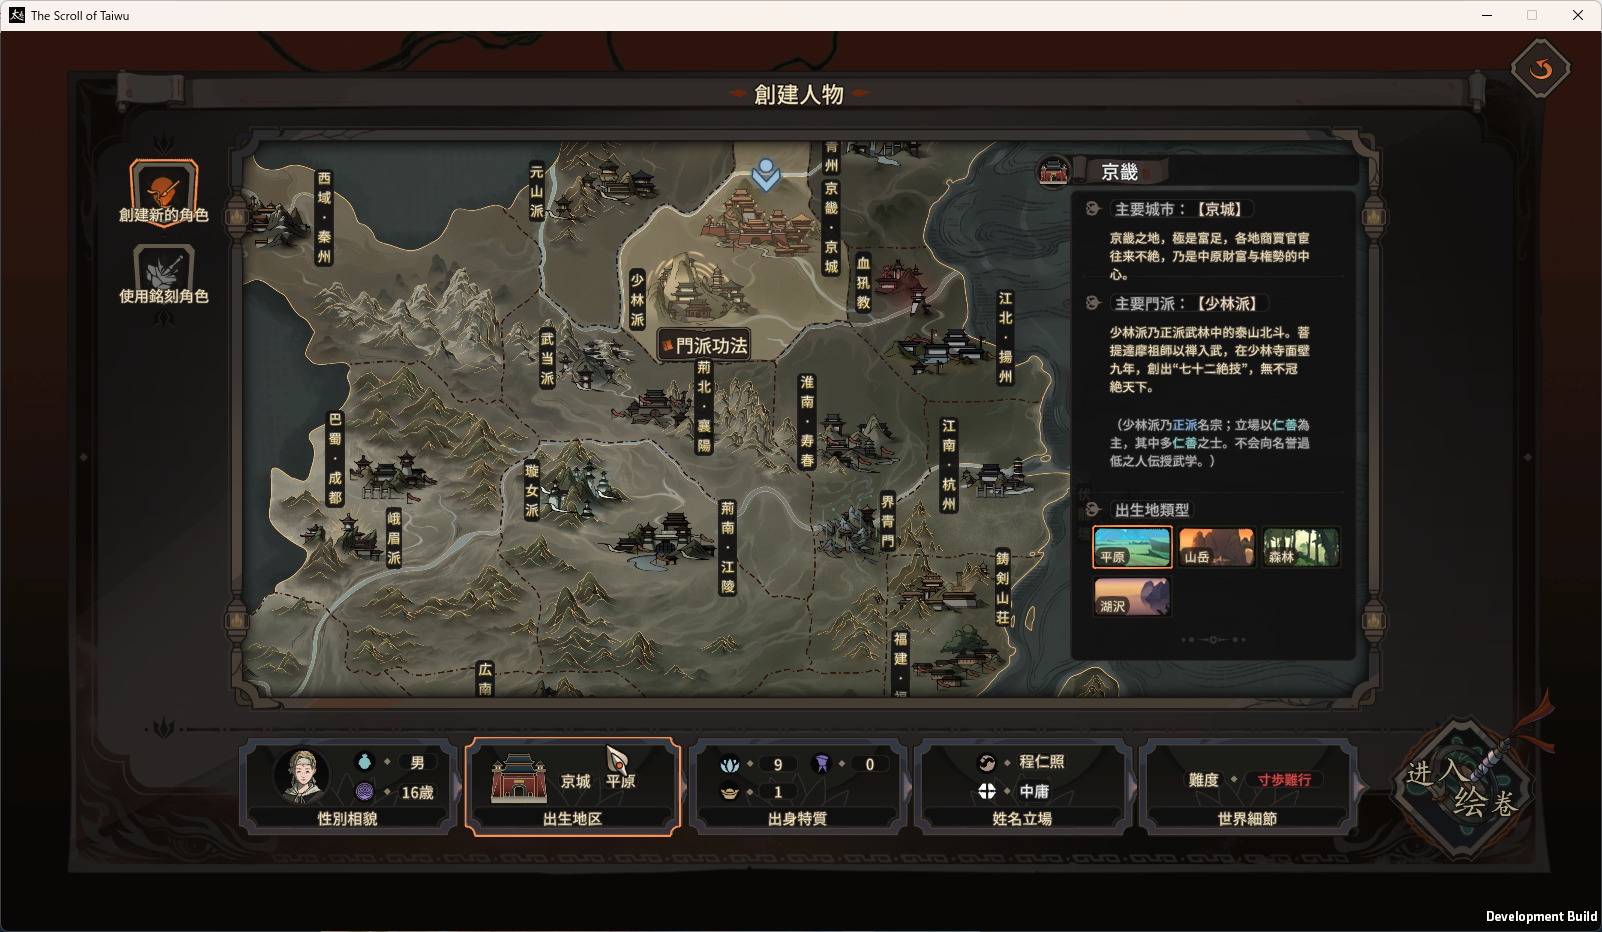 The Scroll of Taiwu
創建人物
創建新的角色
使用銘刻角色
西域·秦州
元山派
青州
京畿·京城
少林派
血犼教
江北·揚州
門派功法
武当派
荊北·襄陽
淮南·寿春
巴蜀·成都
璇女派
江南·杭州
峨眉派
荊南·江陵
界青門
鋳剣山荘
福建·福
広南
京畿
主要城市：【京城】
京畿之地，極是富足，各地商賈官宦
往来不絶，乃是中原財富与権勢的中
心。
主要門派：【少林派】
少林派乃正派武林中的泰山北斗。菩
提達摩祖師以禅入武，在少林寺面壁
九年，創出“七十二絶技”，無不冠
絶天下。
（少林派乃正派名宗；立場以仁善為
主，其中多仁善之士。不会向名誉過
低之人伝授武学。）
出生地類型
平原
山岳
森林
湖沢
男
16歳
性別相貌
京城 平原
出生地区
9
0
1
出身特質
程仁照
中庸
姓名立場
難度
寸歩難行
世界細節
进入
绘卷
Development Build